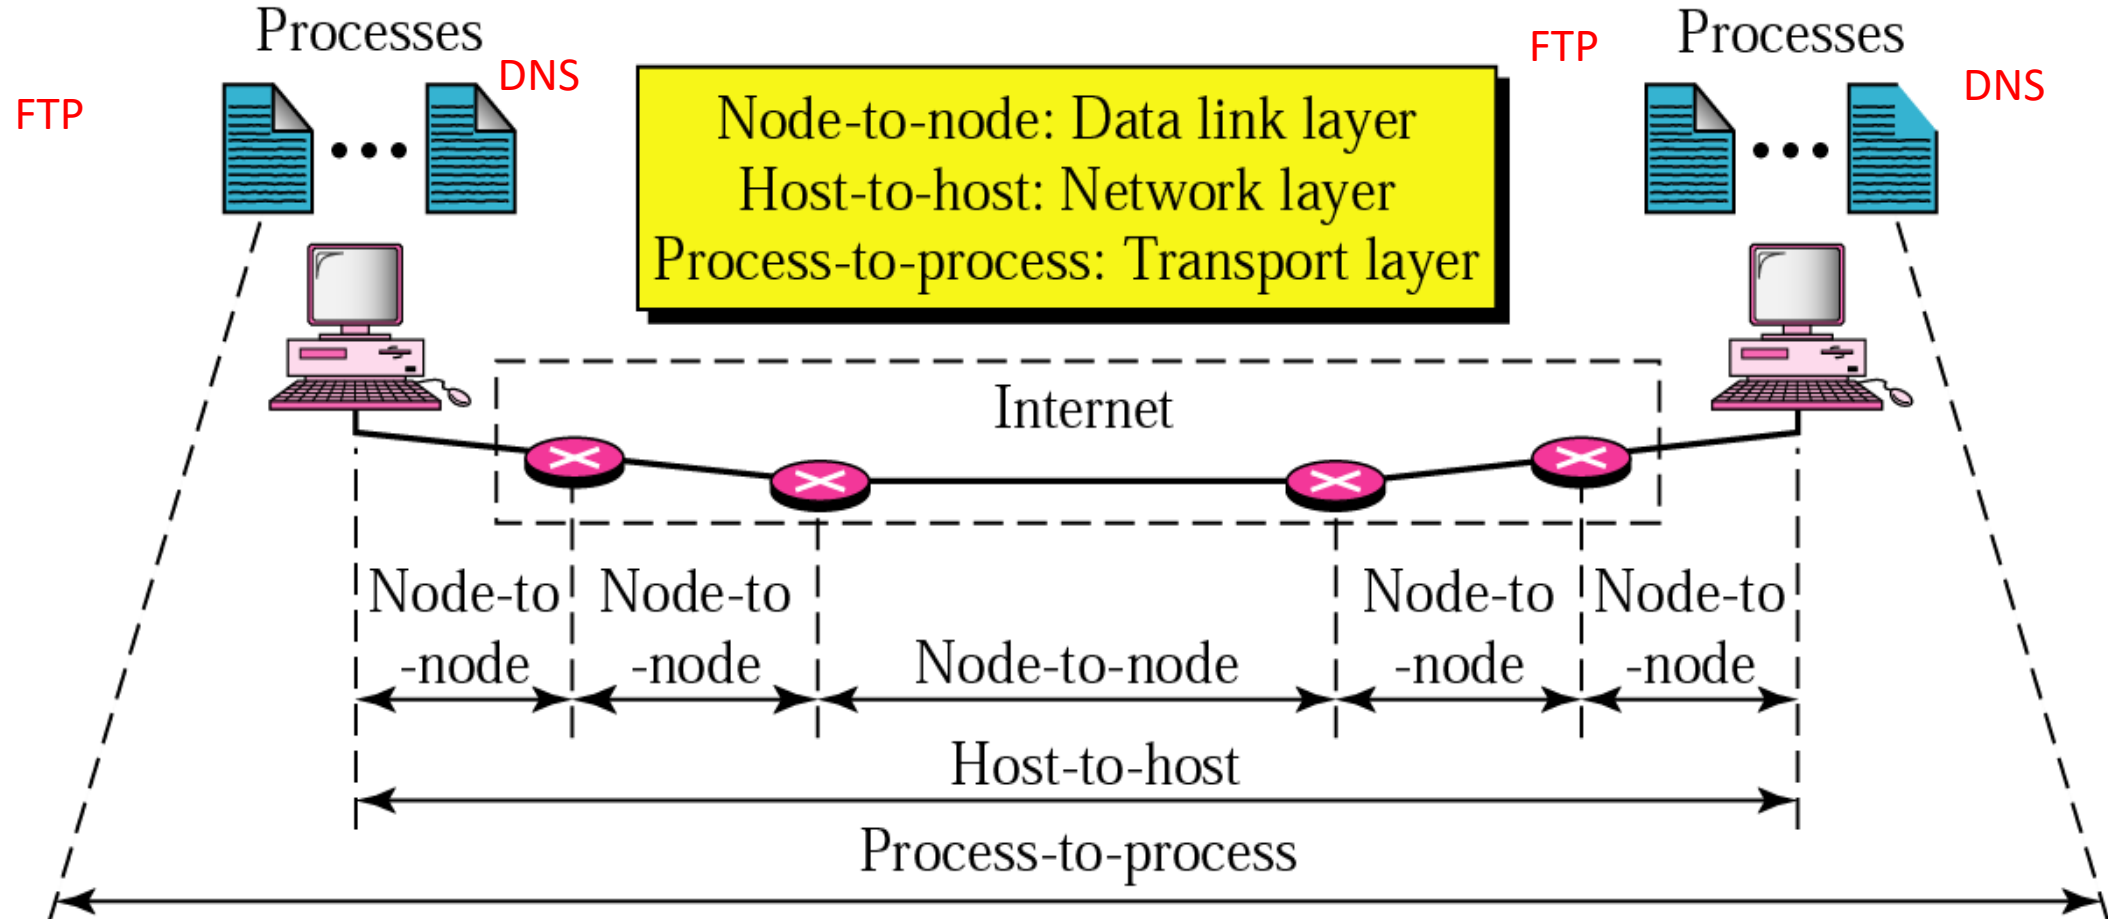 Processes
FTP
DNS
Node-to-node: Data link layer
Host-to-host: Network layer
Process-to-process: Transport layer
FTP
Processes
DNS
Internet
Node-to
-node
Node-to
-node
Node-to-node
Node-to
-node
Node-to
-node
Host-to-host
Process-to-process